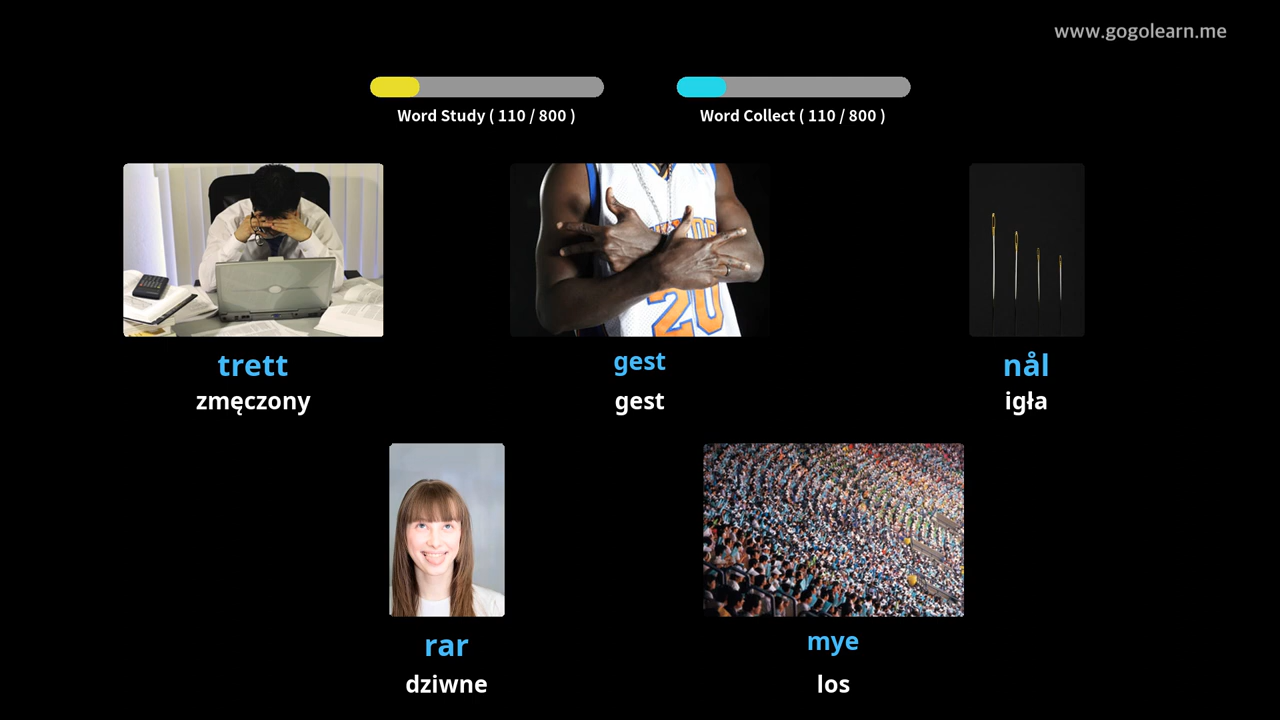 www.gogolearn.me
Word Study ( 110 / 800 )
Word Collect ( 110 / 800 )
trett
zmęczony
gest
gest
nål
igła
rar
dziwne
mye
los
20